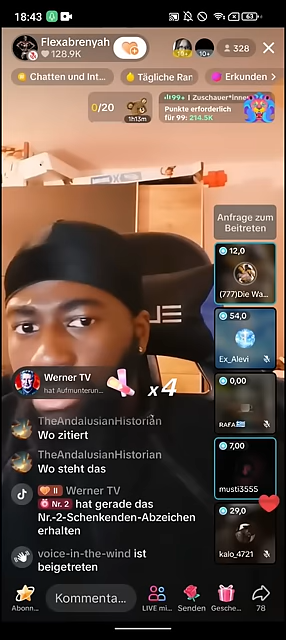 18:43
63
Flexabrenyah
128.9K
10+
328
Chatten und Int...
Tägliche Ran
Erkunden >
0/20
1h13m
99+ | Zuschauer*innen
Punkte erforderlich
für 99: 214.5K
Anfrage zum
Beitreten
12,0
(777)Die Wa...
54,0
Ex_Alevi
0,00
RAFA
7,00
musti3555
29,0
kalo_4721
Werner TV
hat Aufmunterun...
x4
TheAndalusianHistorian
Wo zitiert
TheAndalusianHistorian
Wo steht das
II Werner TV
Nr. 2 hat gerade das
Nr.-2-Schenkenden-Abzeichen
erhalten
voice-in-the-wind ist
beigetreten
Abonn...
Kommenta...
LIVE mi...
Senden
Gesche...
78